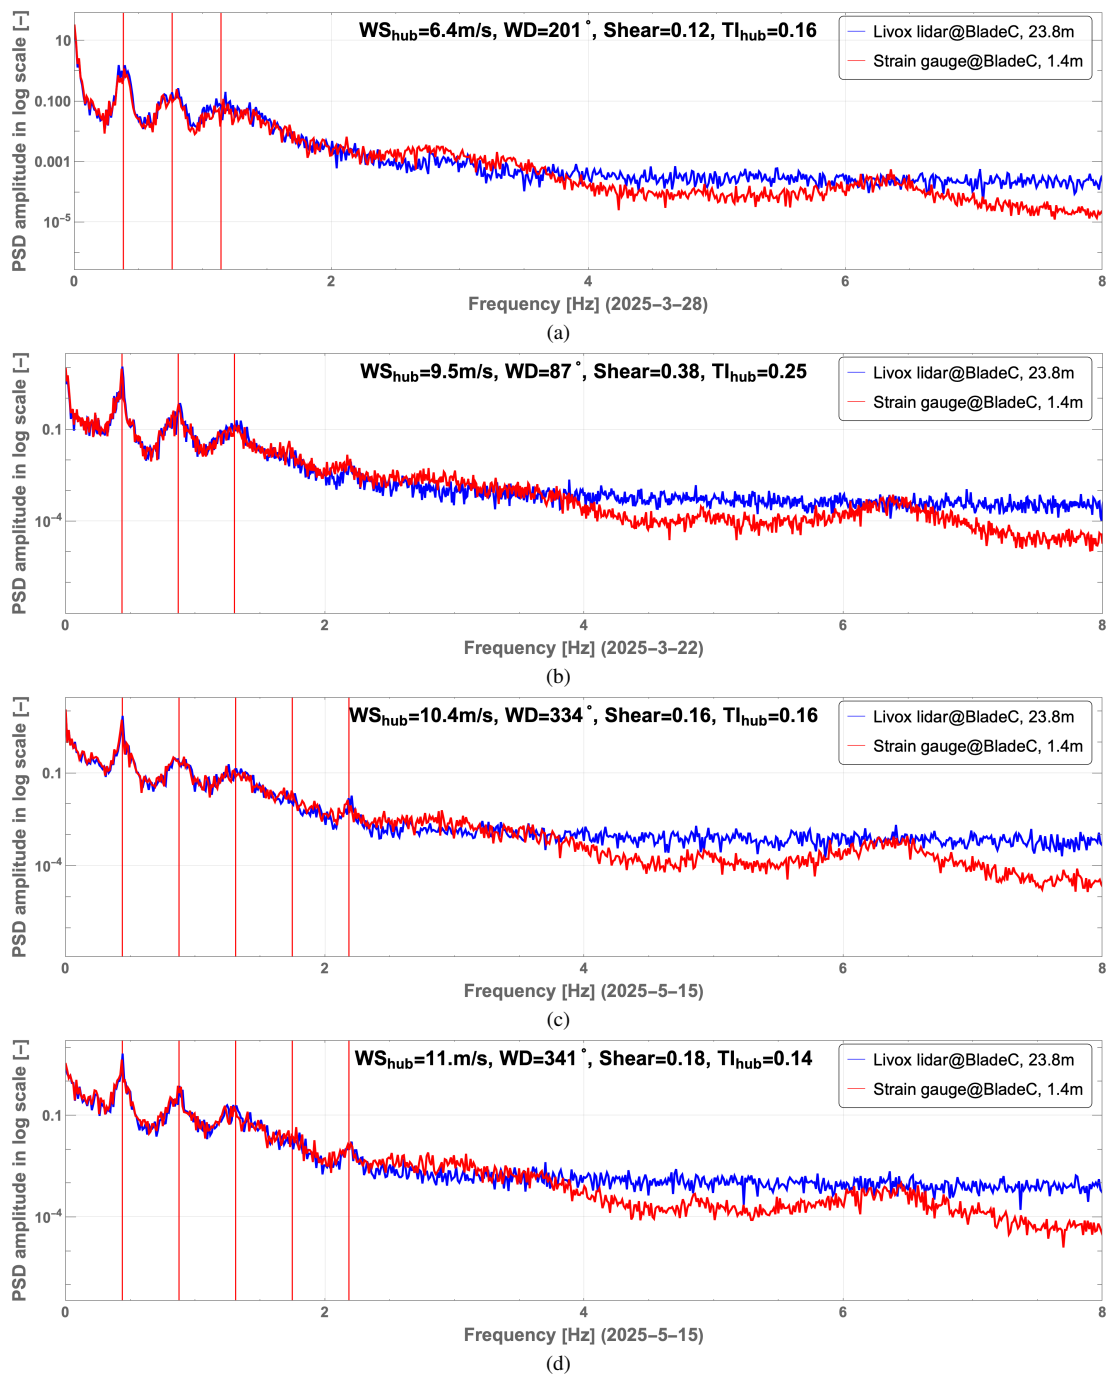 WShub=6.4m/s, WD=201°, Shear=0.12, TIhub=0.16
Livox lidar@BladeC, 23.8m
Strain gauge@BladeC, 1.4m
PSD amplitude in log scale [–]
10
0.100
0.001
10−5
0 2 4 6 8
Frequency [Hz] (2025−3−28)
(a)
WShub=9.5m/s, WD=87°, Shear=0.38, TIhub=0.25
Livox lidar@BladeC, 23.8m
Strain gauge@BladeC, 1.4m
PSD amplitude in log scale [–]
0.1
10−4
0 2 4 6 8
Frequency [Hz] (2025−3−22)
(b)
WShub=10.4m/s, WD=334°, Shear=0.16, TIhub=0.16
Livox lidar@BladeC, 23.8m
Strain gauge@BladeC, 1.4m
PSD amplitude in log scale [–]
0.1
10−4
0 2 4 6 8
Frequency [Hz] (2025−5−15)
(c)
WShub=11.m/s, WD=341°, Shear=0.18, TIhub=0.14
Livox lidar@BladeC, 23.8m
Strain gauge@BladeC, 1.4m
PSD amplitude in log scale [–]
0.1
10−4
0 2 4 6 8
Frequency [Hz] (2025−5−15)
(d)